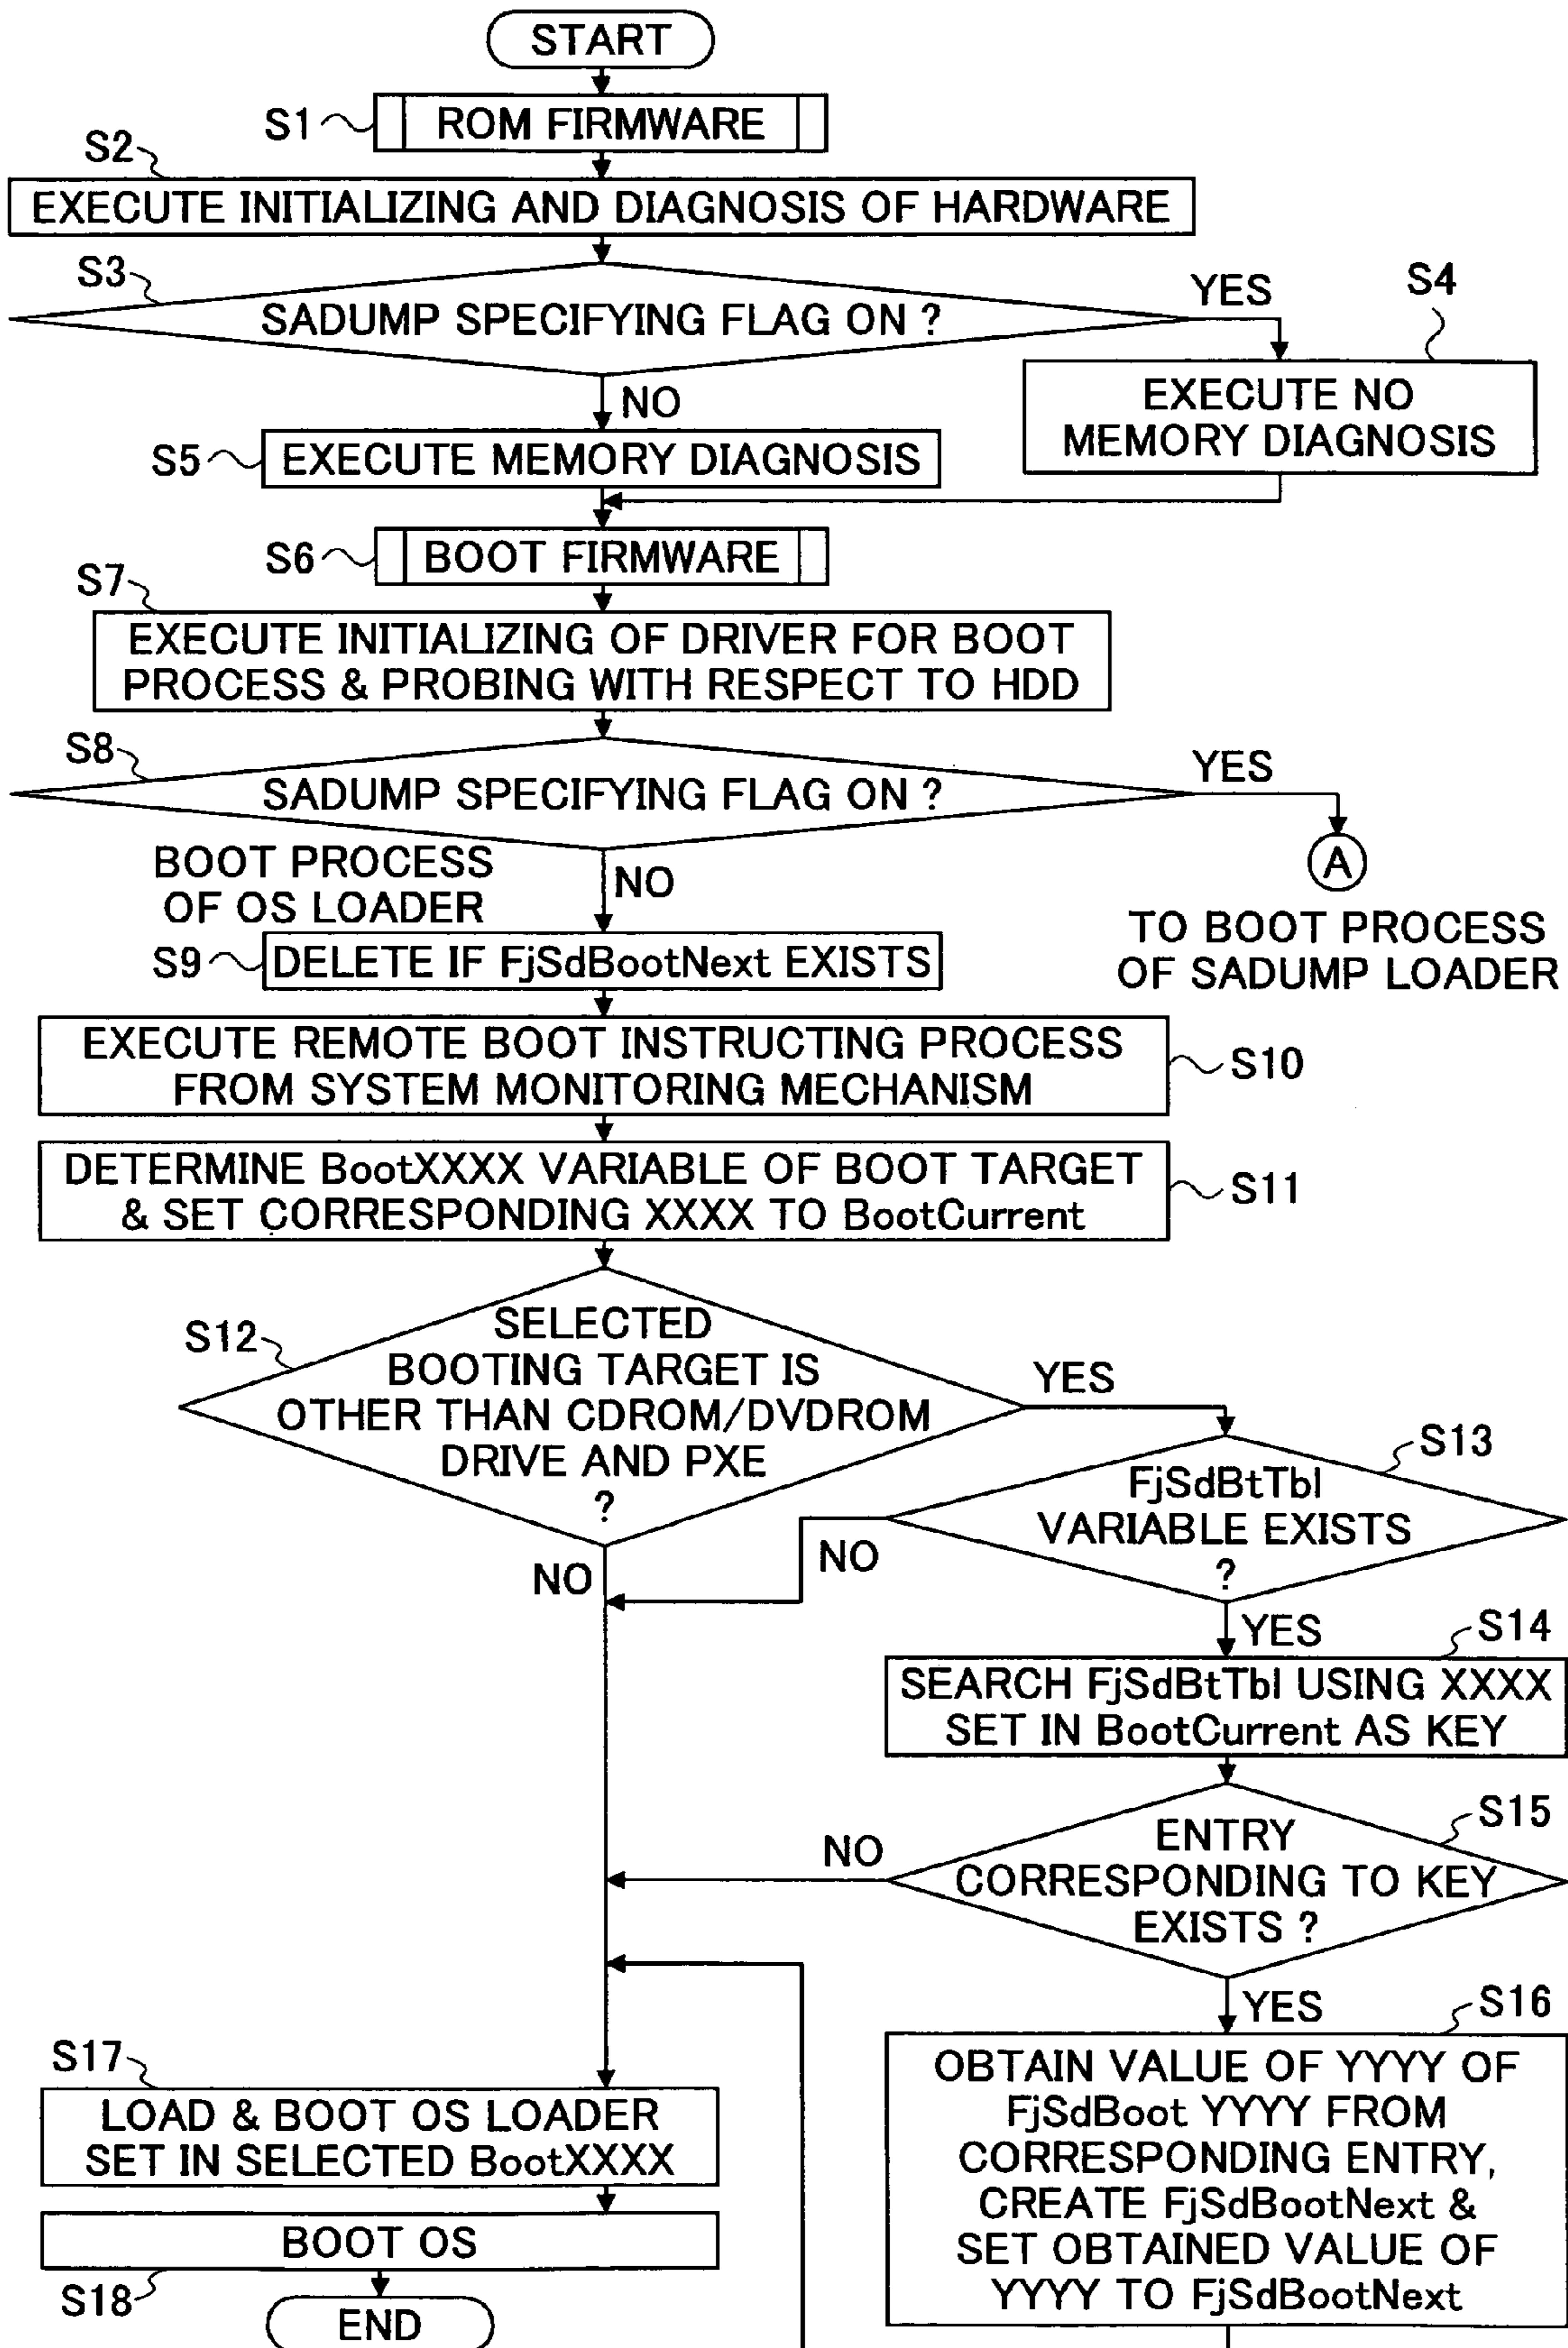 START
S1
ROM FIRMWARE
S2
EXECUTE INITIALIZING AND DIAGNOSIS OF HARDWARE
S3
SADUMP SPECIFYING FLAG ON ?
YES
S4
EXECUTE NO
MEMORY DIAGNOSIS
NO
S5
EXECUTE MEMORY DIAGNOSIS
S6
BOOT FIRMWARE
S7
EXECUTE INITIALIZING OF DRIVER FOR BOOT
PROCESS & PROBING WITH RESPECT TO HDD
S8
SADUMP SPECIFYING FLAG ON ?
YES
A
TO BOOT PROCESS
OF SADUMP LOADER
BOOT PROCESS
OF OS LOADER
NO
S9
DELETE IF FjSdBootNext EXISTS
EXECUTE REMOTE BOOT INSTRUCTING PROCESS
FROM SYSTEM MONITORING MECHANISM
S10
DETERMINE BootXXXX VARIABLE OF BOOT TARGET
& SET CORRESPONDING XXXX TO BootCurrent
S11
S12
SELECTED
BOOTING TARGET IS
OTHER THAN CDROM/DVDROM
DRIVE AND PXE
?
YES
NO
S13
FjSdBtTbl
VARIABLE EXISTS
?
NO
YES
S14
SEARCH FjSdBtTbl USING XXXX
SET IN BootCurrent AS KEY
S15
ENTRY
CORRESPONDING TO KEY
EXISTS ?
NO
YES
S16
OBTAIN VALUE OF YYYY OF
FjSdBoot YYYY FROM
CORRESPONDING ENTRY,
CREATE FjSdBootNext &
SET OBTAINED VALUE OF
YYYY TO FjSdBootNext
S17
LOAD & BOOT OS LOADER
SET IN SELECTED BootXXXX
BOOT OS
S18
END